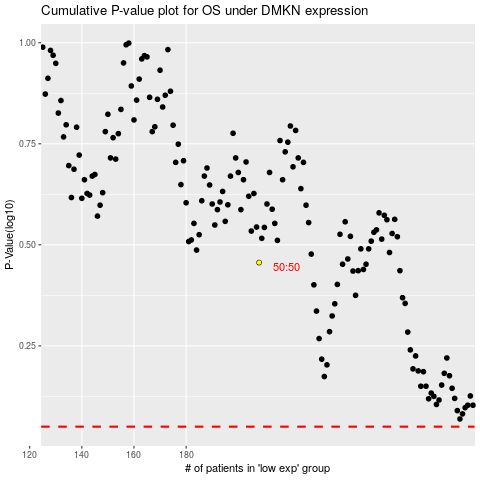 Cumulative P-value plot for OS under DMKN expression
P-Value(log10)
1.00
0.75
0.50
0.25
50:50
120 140 160 180
# of patients in 'low exp' group